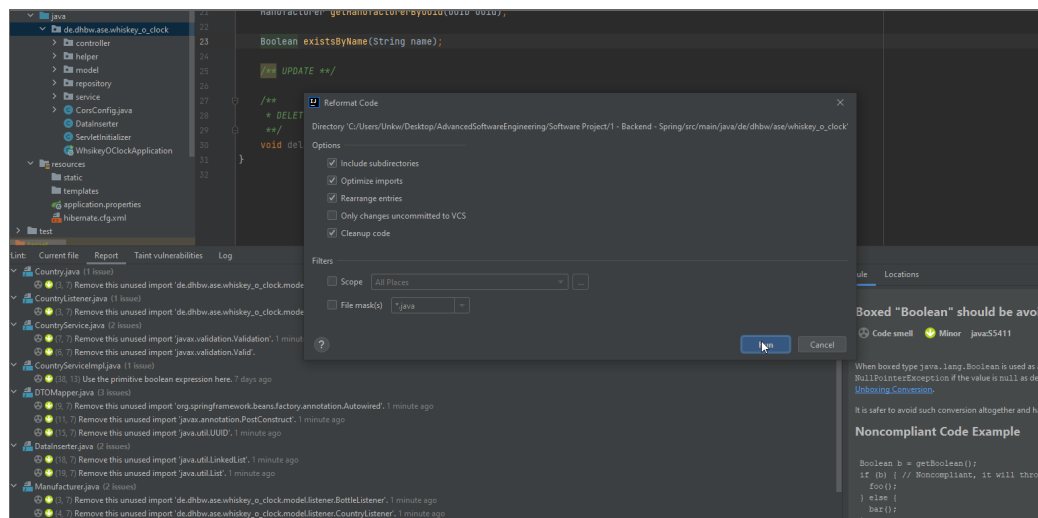 java
de.dhbw.ase.whiskey_o_clock
controller
helper
model
repository
service
CorsConfig.java
DataInserter
ServletInitializer
WhsikeyOClockApplication
resources
static
templates
application.properties
hibernate.cfg.xml
test
21
22
23 Boolean existsByName(String name);
24
25 /** UPDATE **/
26
27 /**
28 * DELET
29 **/
30 void del
31 }
32
Reformat Code
Directory 'C:/Users/Unkw/Desktop/AdvancedSoftwareEngineering/Software Project/1 - Backend - Spring/src/main/java/de/dhbw/ase/whiskey_o_clock'
Options
Include subdirectories
Optimize imports
Rearrange entries
Only changes uncommitted to VCS
Cleanup code
Filters
Scope All Places ...
File mask(s) *.java
? Cancel
Lint: Current file Report Taint vulnerabilities Log
Country.java (1 issue)
(3, 7) Remove this unused import 'de.dhbw.ase.whiskey_o_clock.mode
CountryListener.java (1 issue)
(3, 7) Remove this unused import 'de.dhbw.ase.whiskey_o_clock.mode
CountryService.java (2 issues)
(7, 7) Remove this unused import 'javax.validation.Validation'. 1 minut
(6, 7) Remove this unused import 'javax.validation.Valid'.
CountryServiceImpl.java (1 issue)
(38, 13) Use the primitive boolean expression here. 7 days ago
DTOMapper.java (3 issues)
(9, 7) Remove this unused import 'org.springframework.beans.factory.annotation.Autowired'. 1 minute ago
(11, 7) Remove this unused import 'javax.annotation.PostConstruct'. 1 minute ago
(15, 7) Remove this unused import 'java.util.UUID'. 1 minute ago
DataInserter.java (2 issues)
(18, 7) Remove this unused import 'java.util.LinkedList'. 1 minute ago
(19, 7) Remove this unused import 'java.util.List'. 1 minute ago
Manufacturer.java (2 issues)
(3, 7) Remove this unused import 'de.dhbw.ase.whiskey_o_clock.model.listener.BottleListener'. 1 minute ago
(4, 7) Remove this unused import 'de.dhbw.ase.whiskey_o_clock.model.listener.CountryListener'. 1 minute ago
ule Locations
Boxed "Boolean" should be avoi
Code smell Minor java:S5411
When boxed type java.lang.Boolean is used as
NullPointerException if the value is null as de
Unboxing Conversion.
It is safer to avoid such conversion altogether and ha
Noncompliant Code Example
Boolean b = getBoolean();
if (b) { // Noncompliant, it will thro
foo();
} else {
bar();